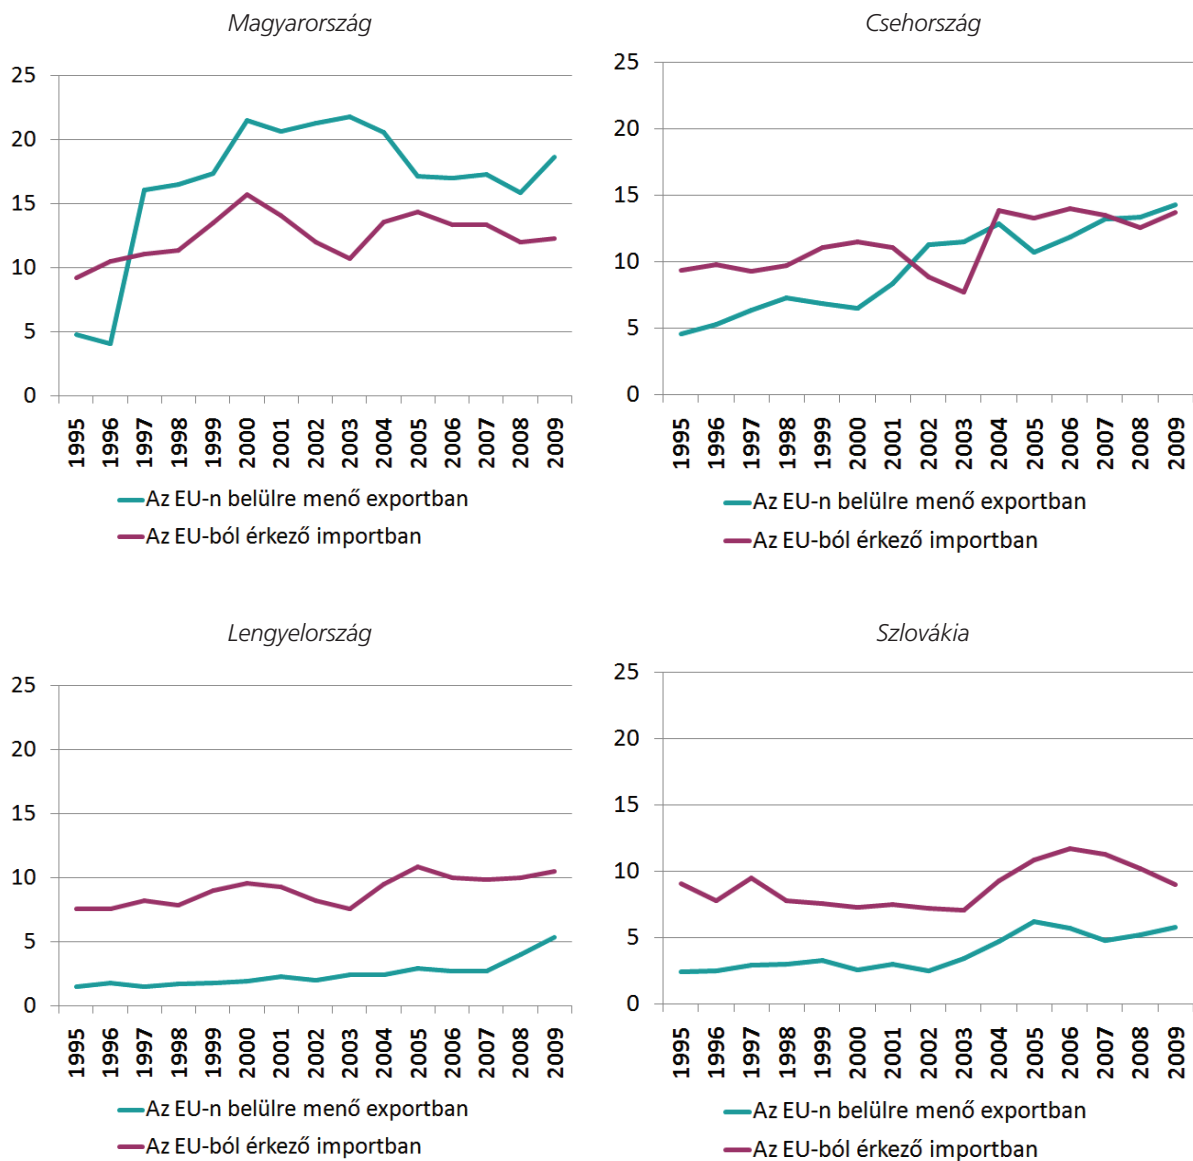 Magyarország
25
20
15
10
5
0
1995 1996 1997 1998 1999 2000 2001 2002 2003 2004 2005 2006 2007 2008 2009
Az EU-n belülre menő exportban
Az EU-ból érkező importban
Csehország
25
20
15
10
5
0
1995 1996 1997 1998 1999 2000 2001 2002 2003 2004 2005 2006 2007 2008 2009
Az EU-n belülre menő exportban
Az EU-ból érkező importban
Lengyelország
25
20
15
10
5
0
1995 1996 1997 1998 1999 2000 2001 2002 2003 2004 2005 2006 2007 2008 2009
Az EU-n belülre menő exportban
Az EU-ból érkező importban
Szlovákia
25
20
15
10
5
0
1995 1996 1997 1998 1999 2000 2001 2002 2003 2004 2005 2006 2007 2008 2009
Az EU-n belülre menő exportban
Az EU-ból érkező importban